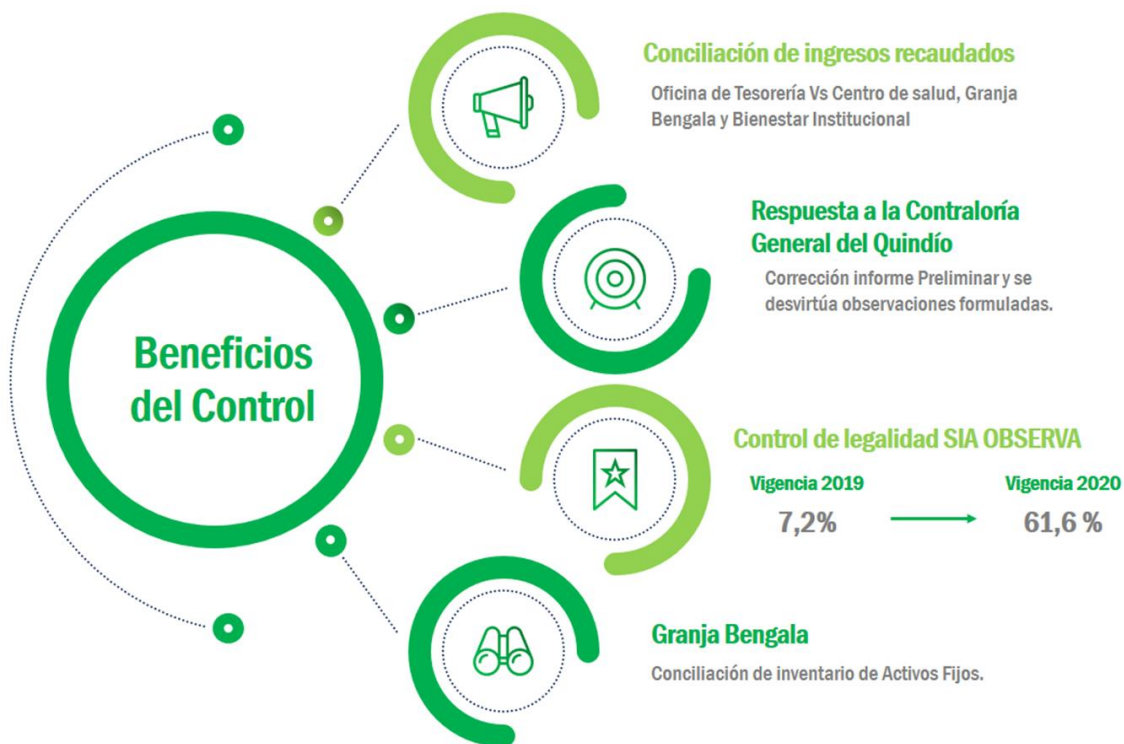 Beneficios
del Control
Conciliación de ingresos recaudados
Oficina de Tesorería Vs Centro de salud, Granja
Bengala y Bienestar Institucional
Respuesta a la Contraloría
General del Quindío
Corrección informe Preliminar y se
desvirtúa observaciones formuladas.
Control de legalidad SIA OBSERVA
Vigencia 2019 Vigencia 2020
7,2% 61,6 %
Granja Bengala
Conciliación de inventario de Activos Fijos.